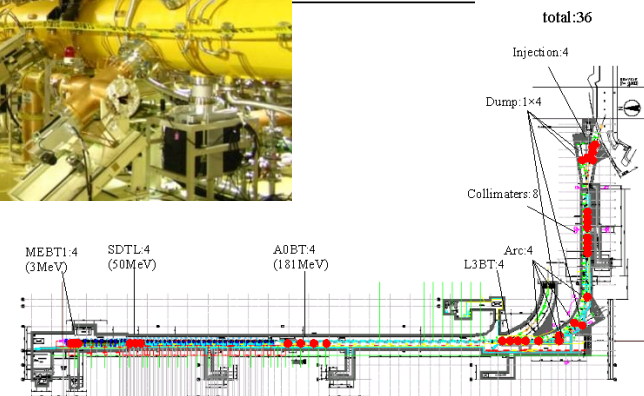 total:36
Injection:4
Dump:1×4
Collimaters:8
MEBT1:4
(3MeV)
SDTL:4
(50MeV)
A0BT:4
(181MeV)
L3BT:4
Arc:4